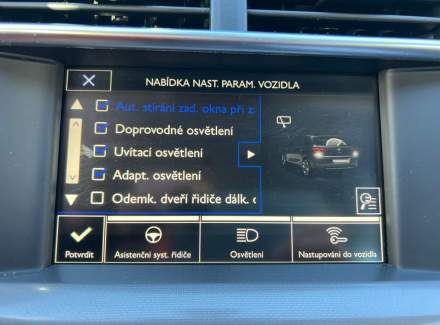 NABÍDKA NAST. PARAM. VOZIDLA
Aut. stírání zad. okna při z
Doprovodné osvětlení
Uvítací osvětlení
Adapt. osvětlení
Odemk. dveří řidiče dálk. o
Potvrdit
Asistenční syst. řidiče
Osvětlení
Nastupování do vozidla